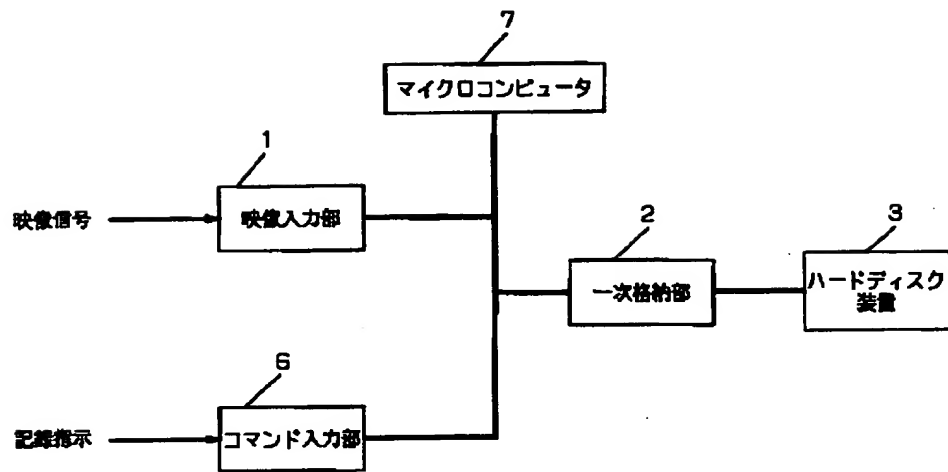 7
マイクロコンピュータ
1
映像信号
映像入力部
2
一次格納部
3
ハードディスク
装置
6
記録指示
コマンド入力部